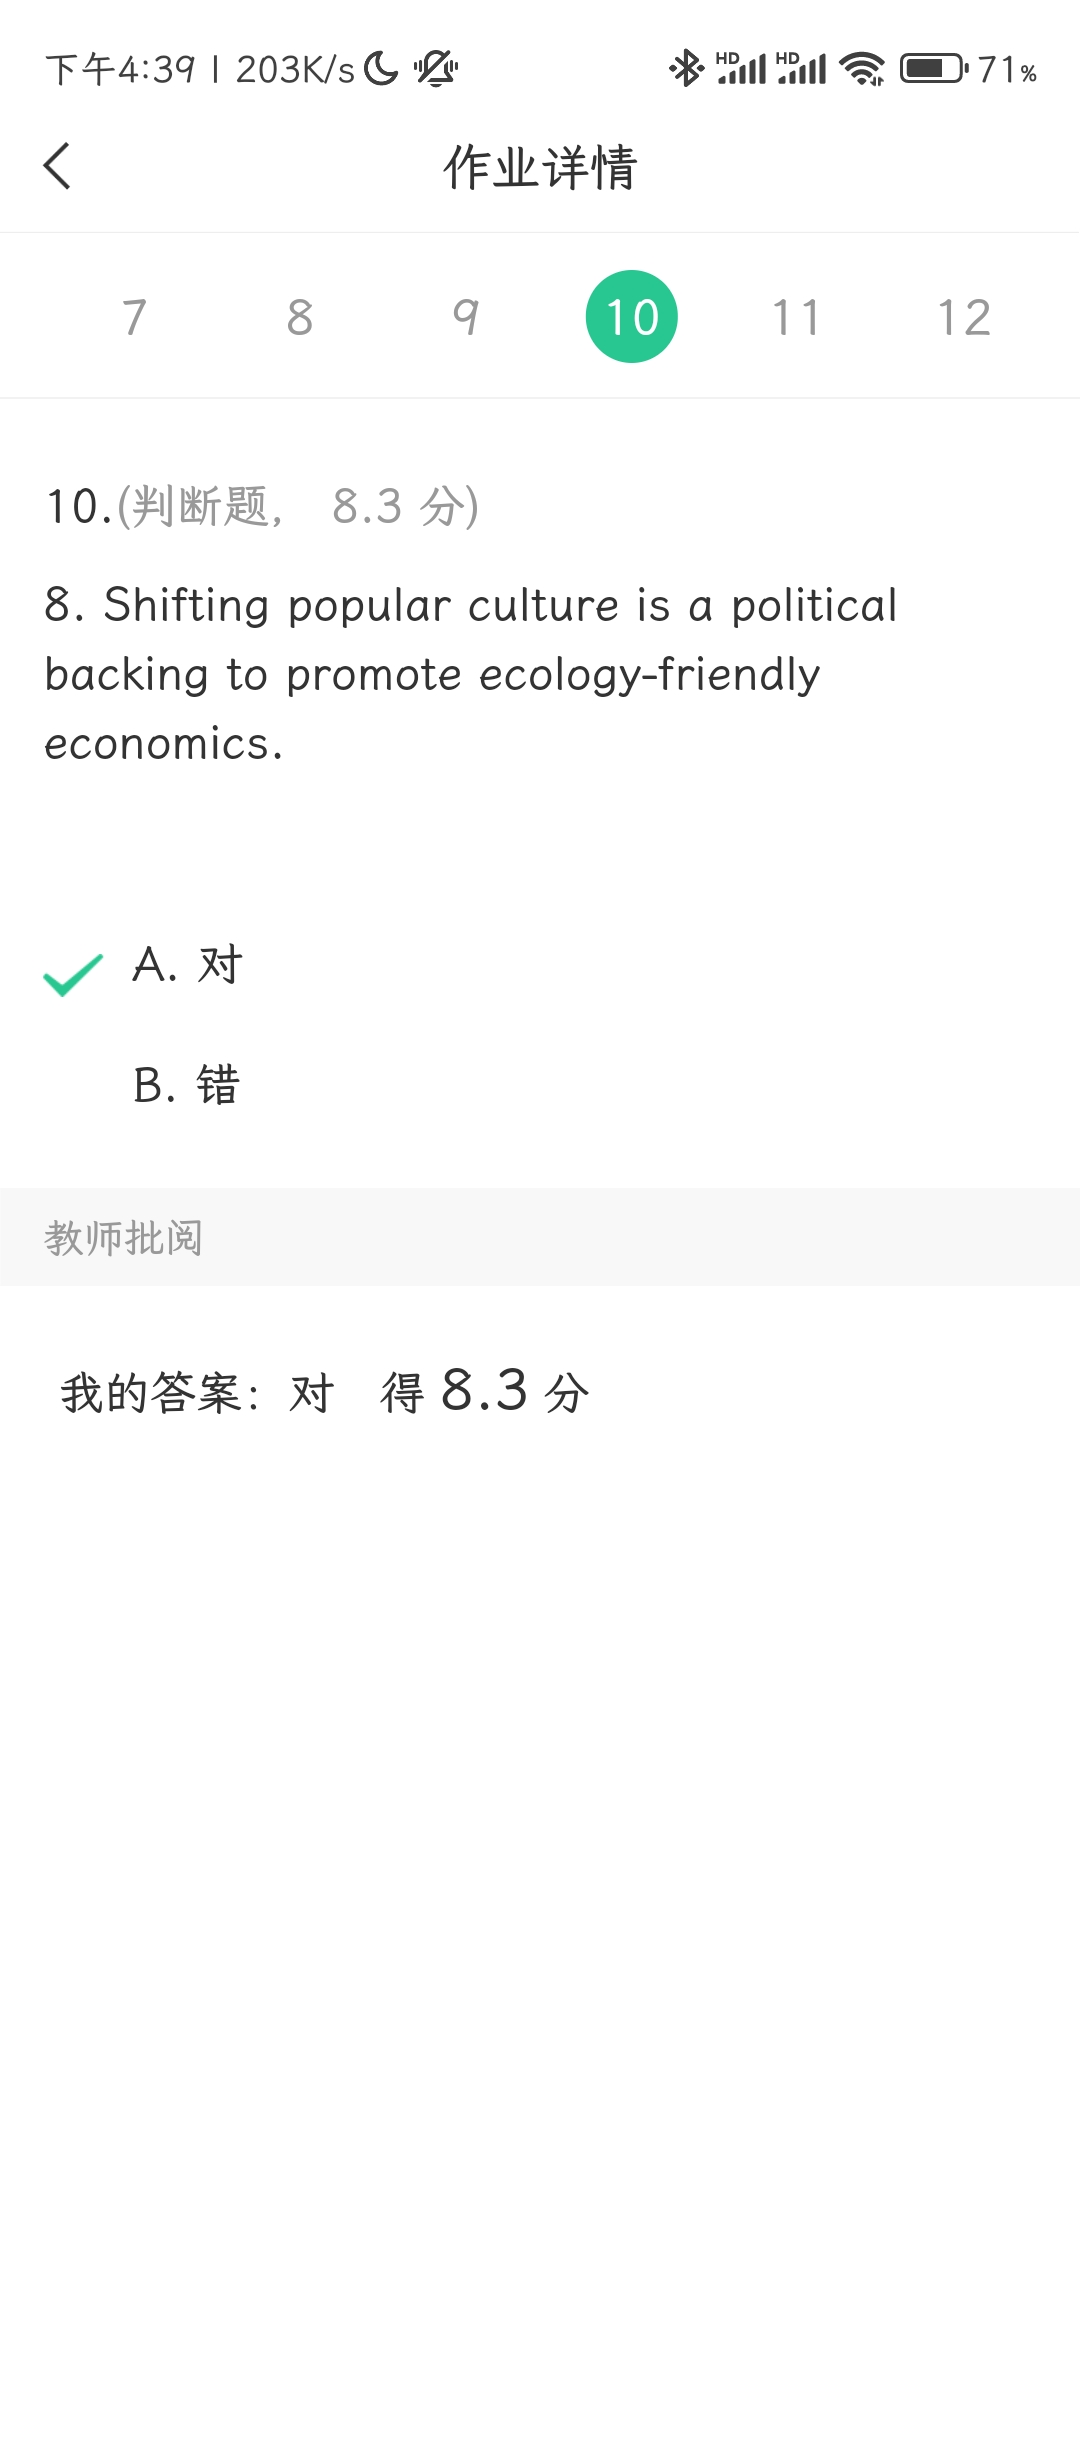 下午4:39 | 203K/s HD HD 71%
作业详情
7 8 9 10 11 12
10.(判断题, 8.3 分)
8. Shifting popular culture is a political
backing to promote ecology-friendly
economics.
A. 对
B. 错
教师批阅
我的答案：对 得 8.3 分